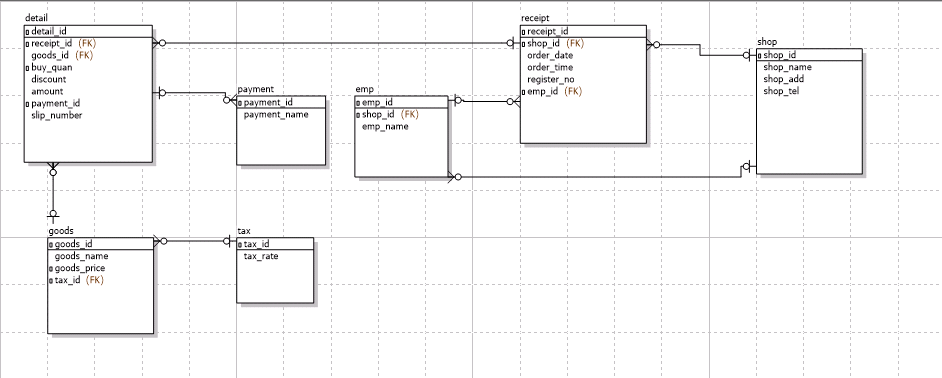 detail
detail_id
receipt_id (FK)
goods_id (FK)
buy_quan
discount
amount
payment_id
slip_number
payment
payment_id
payment_name
emp
emp_id
shop_id (FK)
emp_name
receipt
receipt_id
shop_id (FK)
order_date
order_time
register_no
emp_id (FK)
shop
shop_id
shop_name
shop_add
shop_tel
goods
goods_id
goods_name
goods_price
tax_id (FK)
tax
tax_id
tax_rate